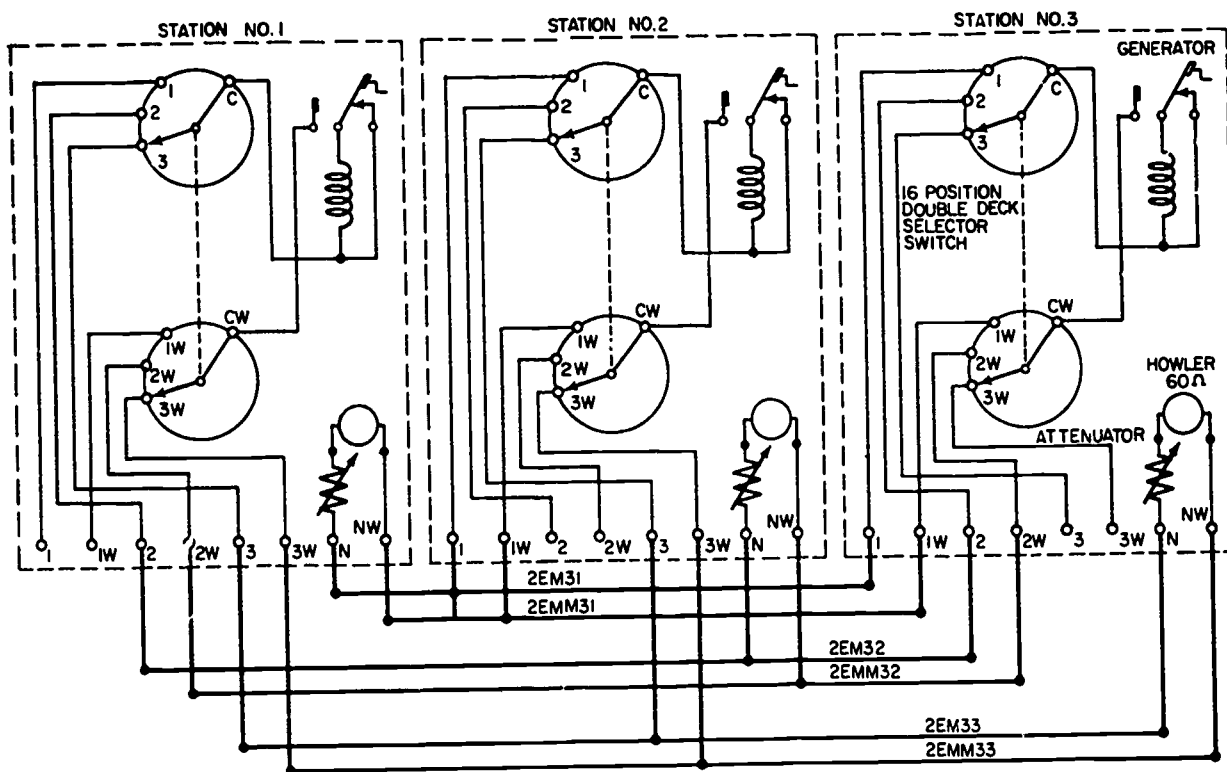 STATION NO. 1
STATION NO. 2
STATION NO. 3
GENERATOR
1
C
2
3
1
C
2
3
1
C
2
3
16 POSITION
DOUBLE DECK
SELECTOR
SWITCH
CW
1W
2W
3W
CW
1W
2W
3W
CW
1W
2W
3W
HOWLER
60Ω
ATTENUATOR
1
1W
2
2W
3
3W
N
NW
1
1W
2
2W
3
3W
N
NW
1
1W
2
2W
3
3W
N
NW
2EM31
2EMM31
2EM32
2EMM32
2EM33
2EMM33